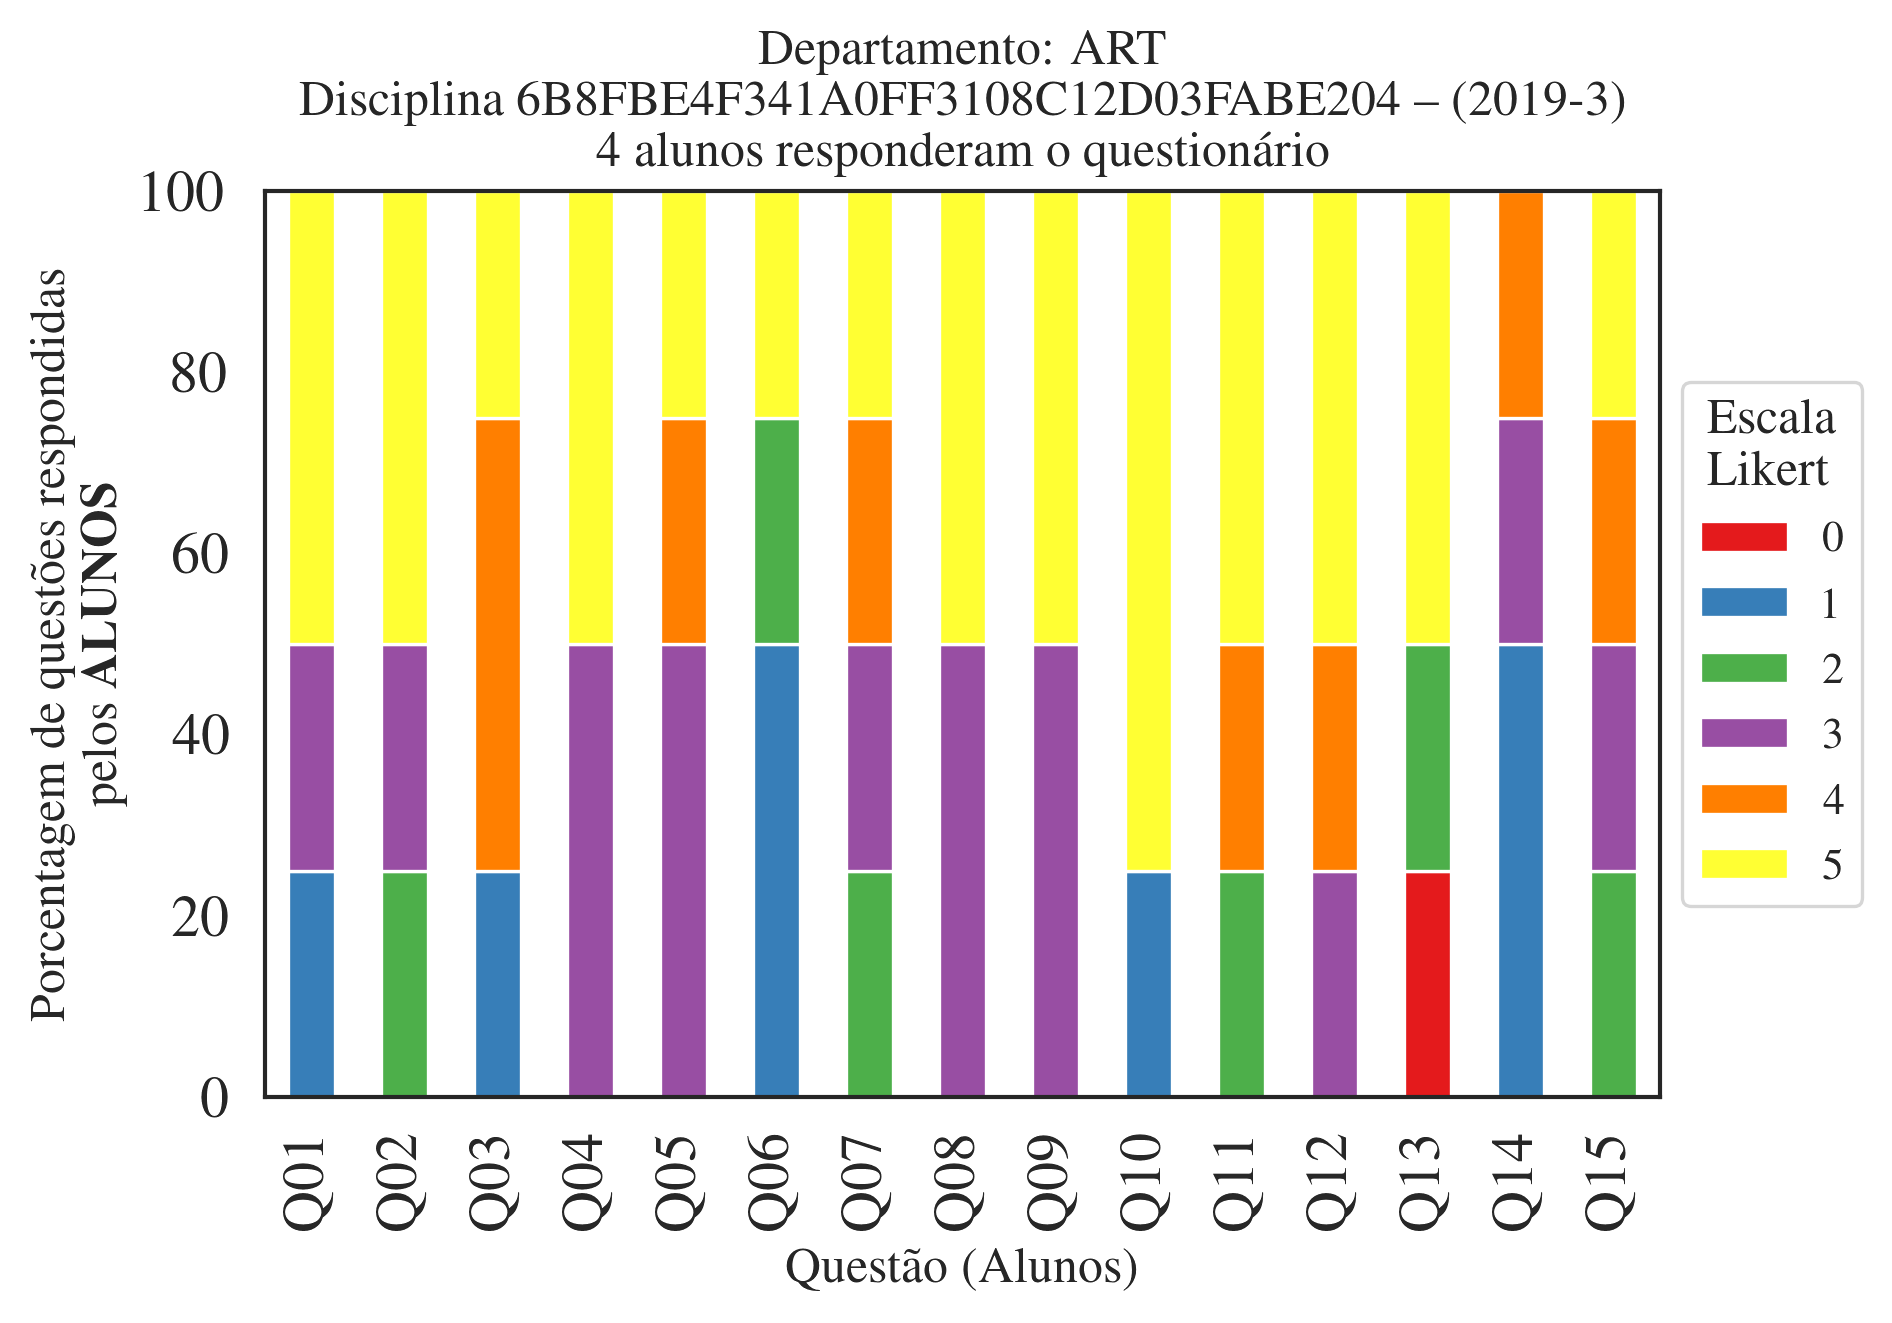 Departamento: ART
Disciplina 6B8FBE4F341A0FF3108C12D03FABE204 – (2019-3)
4 alunos responderam o questionário
Porcentagem de questões respondidas
pelos ALUNOS
100
80
60
40
20
0
Q01
Q02
Q03
Q04
Q05
Q06
Q07
Q08
Q09
Q10
Q11
Q12
Q13
Q14
Q15
Questão (Alunos)
Escala
Likert
0
1
2
3
4
5